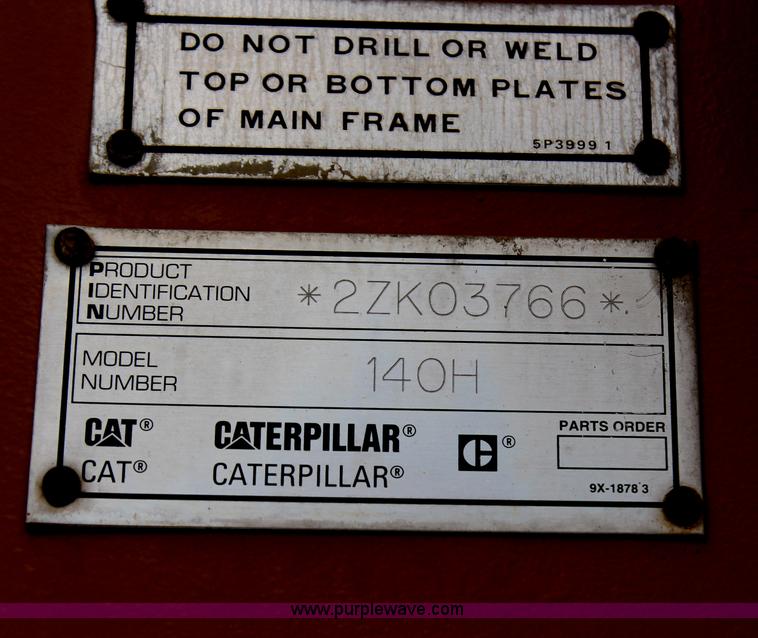 DO NOT DRILL OR WELD
TOP OR BOTTOM PLATES
OF MAIN FRAME
5P3999 1
PRODUCT
IDENTIFICATION
NUMBER
*2ZK03766*
MODEL
NUMBER
140H
CAT® CATERPILLAR® ®
CAT® CATERPILLAR®
PARTS ORDER
9X-1878 3
www.purplewave.com